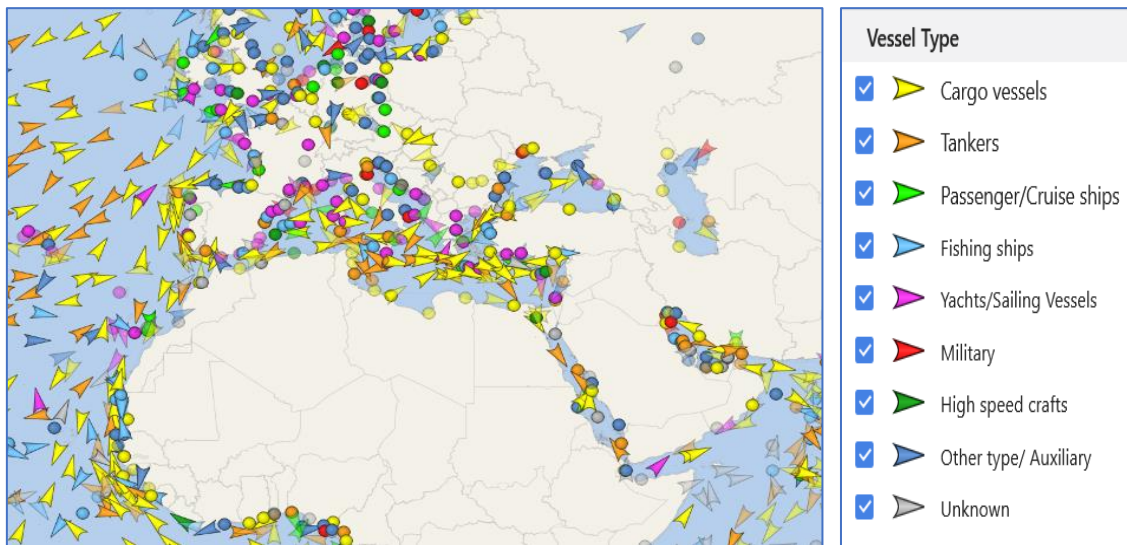 Vessel Type
Cargo vessels
Tankers
Passenger/Cruise ships
Fishing ships
Yachts/Sailing Vessels
Military
High speed crafts
Other type/ Auxiliary
Unknown